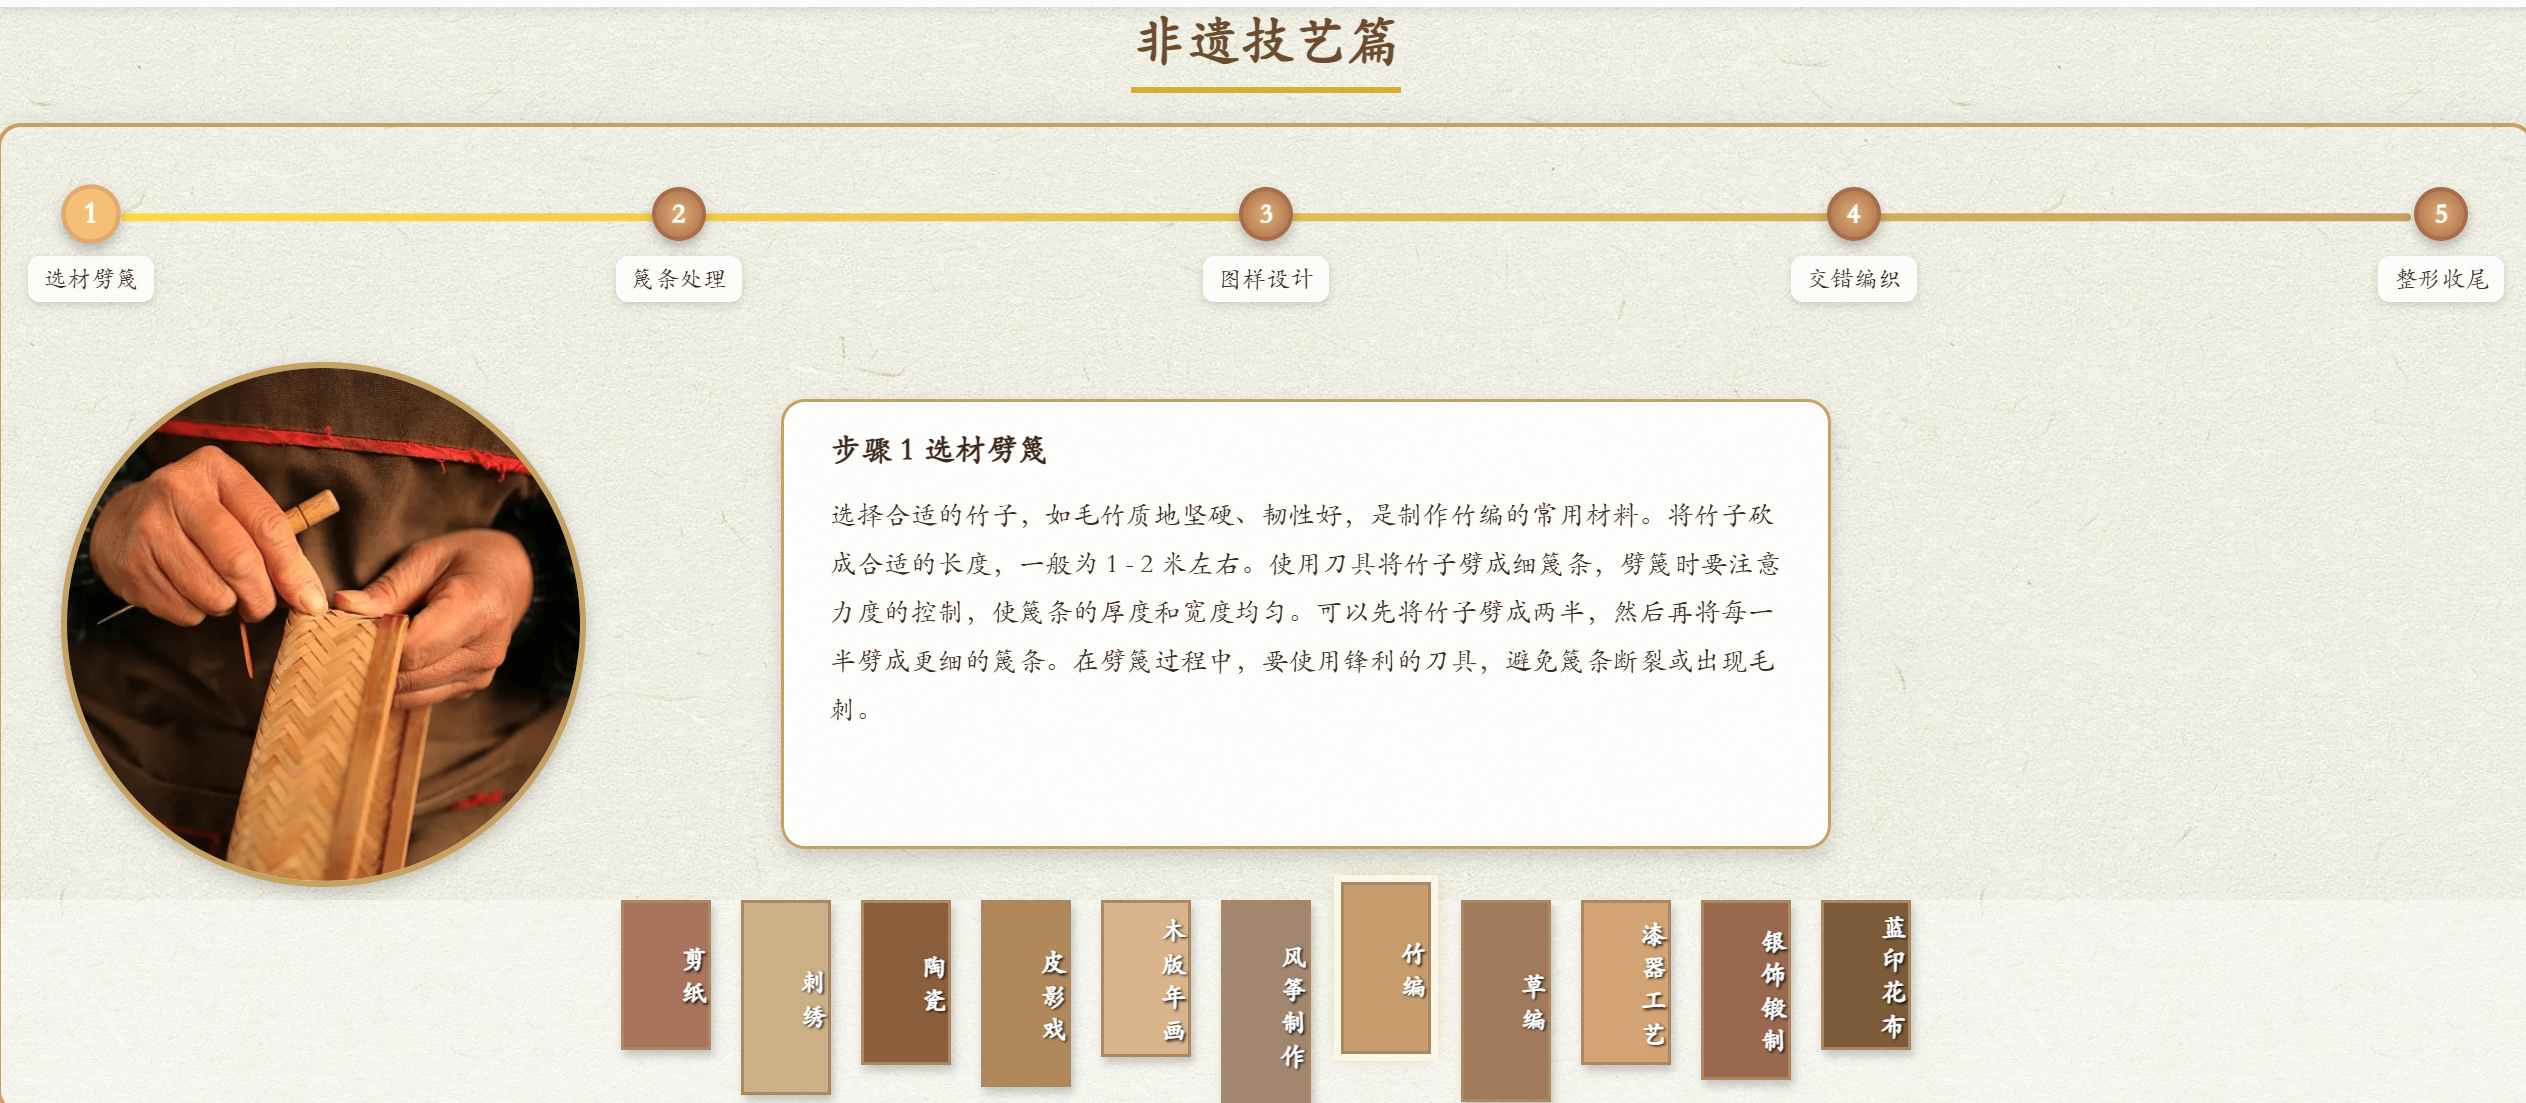 非遗技艺篇
1
2
3
4
5
选材劈篾
篾条处理
图样设计
交错编织
整形收尾
步骤 1 选材劈篾
选择合适的竹子，如毛竹质地坚硬、韧性好，是制作竹编的常用材料。将竹子砍
成合适的长度，一般为 1 - 2 米左右。使用刀具将竹子劈成细篾条，劈篾时要注意
力度的控制，使篾条的厚度和宽度均匀。可以先将竹子劈成两半，然后再将每一
半劈成更细的篾条。在劈篾过程中，要使用锋利的刀具，避免篾条断裂或出现毛
刺。
剪纸
刺绣
陶瓷
皮影戏
木版年画
风筝制作
竹编
草编
漆器工艺
银饰锻制
蓝印花布